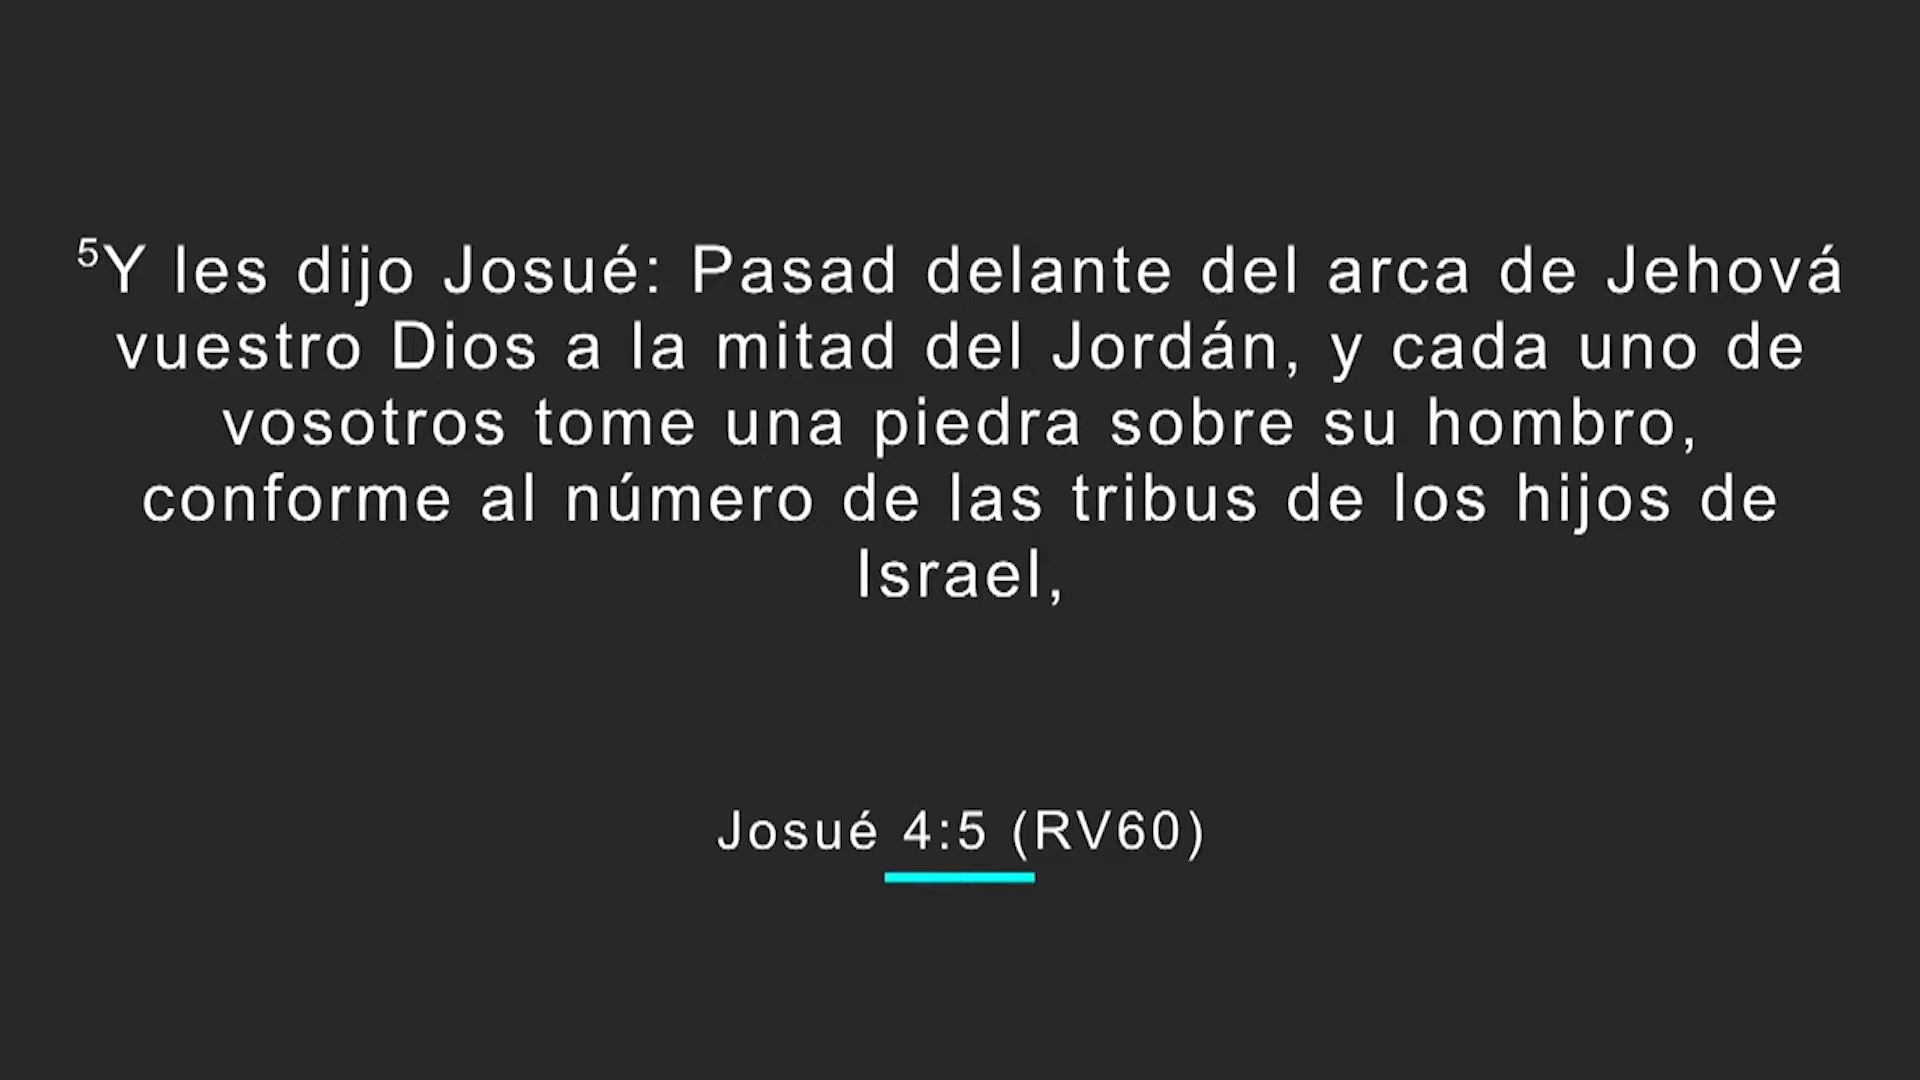 ⁵Y les dijo Josué: Pasad delante del arca de Jehová
vuestro Dios a la mitad del Jordán, y cada uno de
vosotros tome una piedra sobre su hombro,
conforme al número de las tribus de los hijos de
Israel,
Josué 4:5 (RV60)